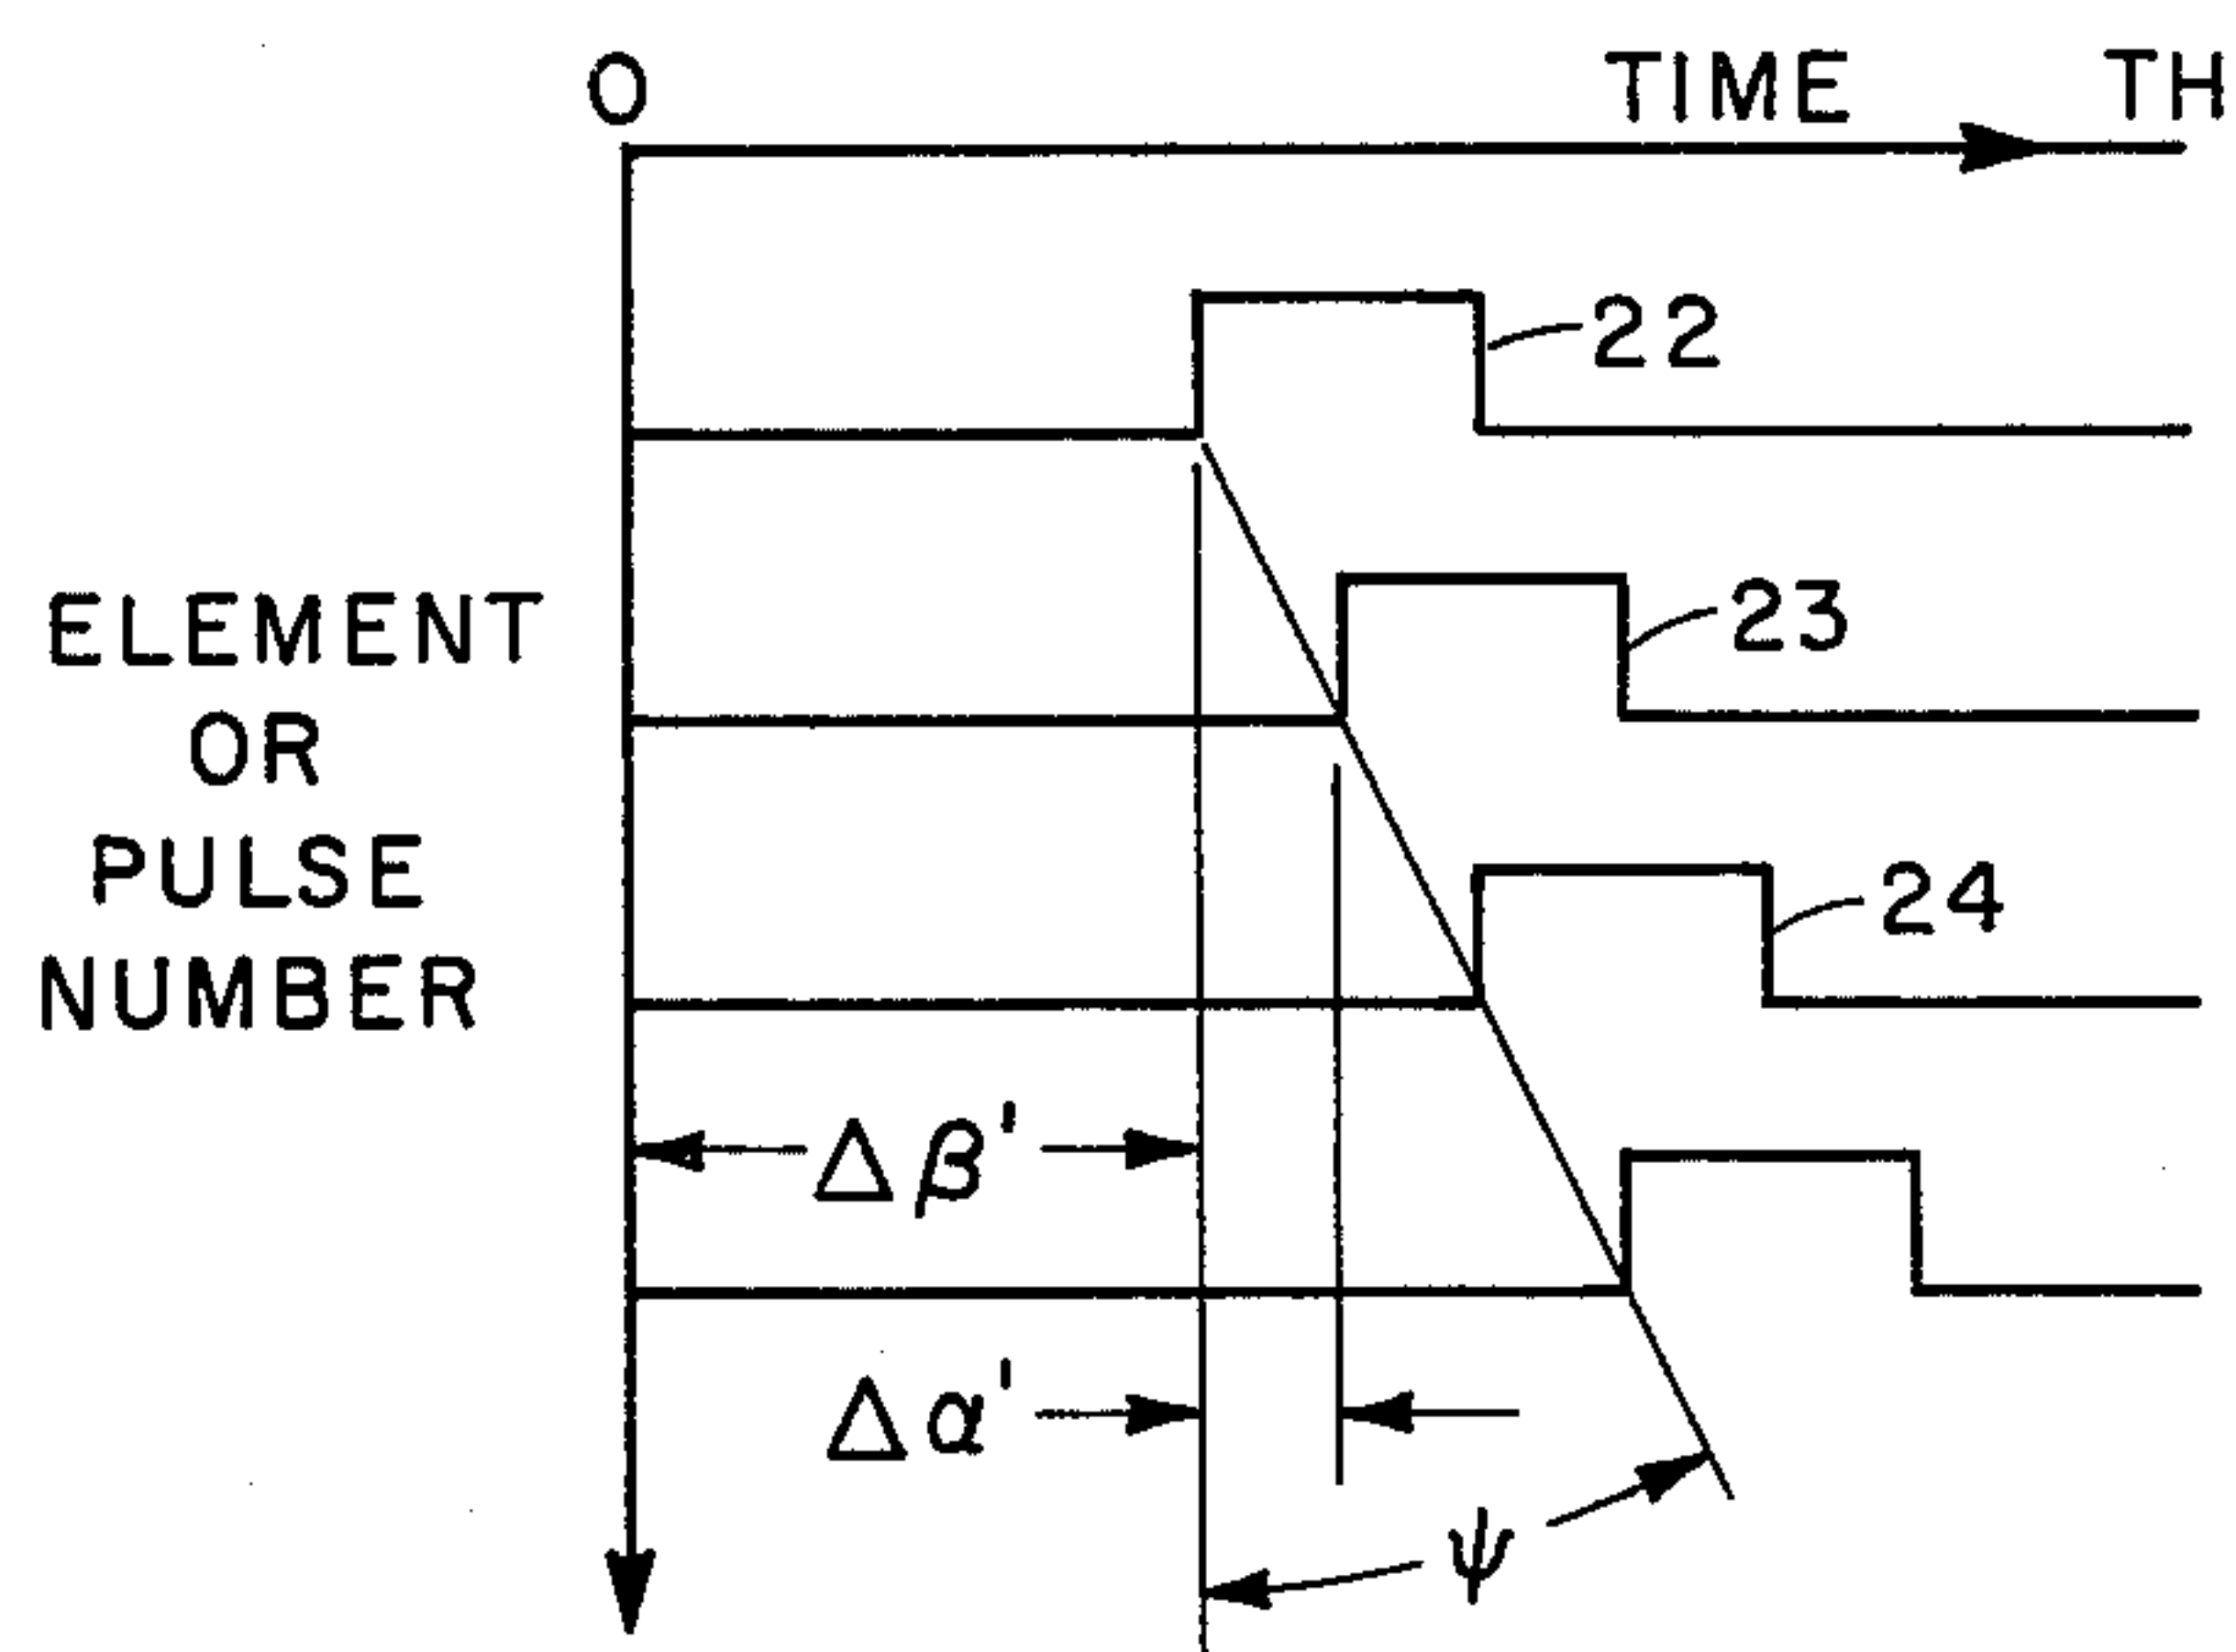 O TIME TH
22
23
ELEMENT
OR
PULSE
NUMBER
24
Δβ'
Δα'
ψ